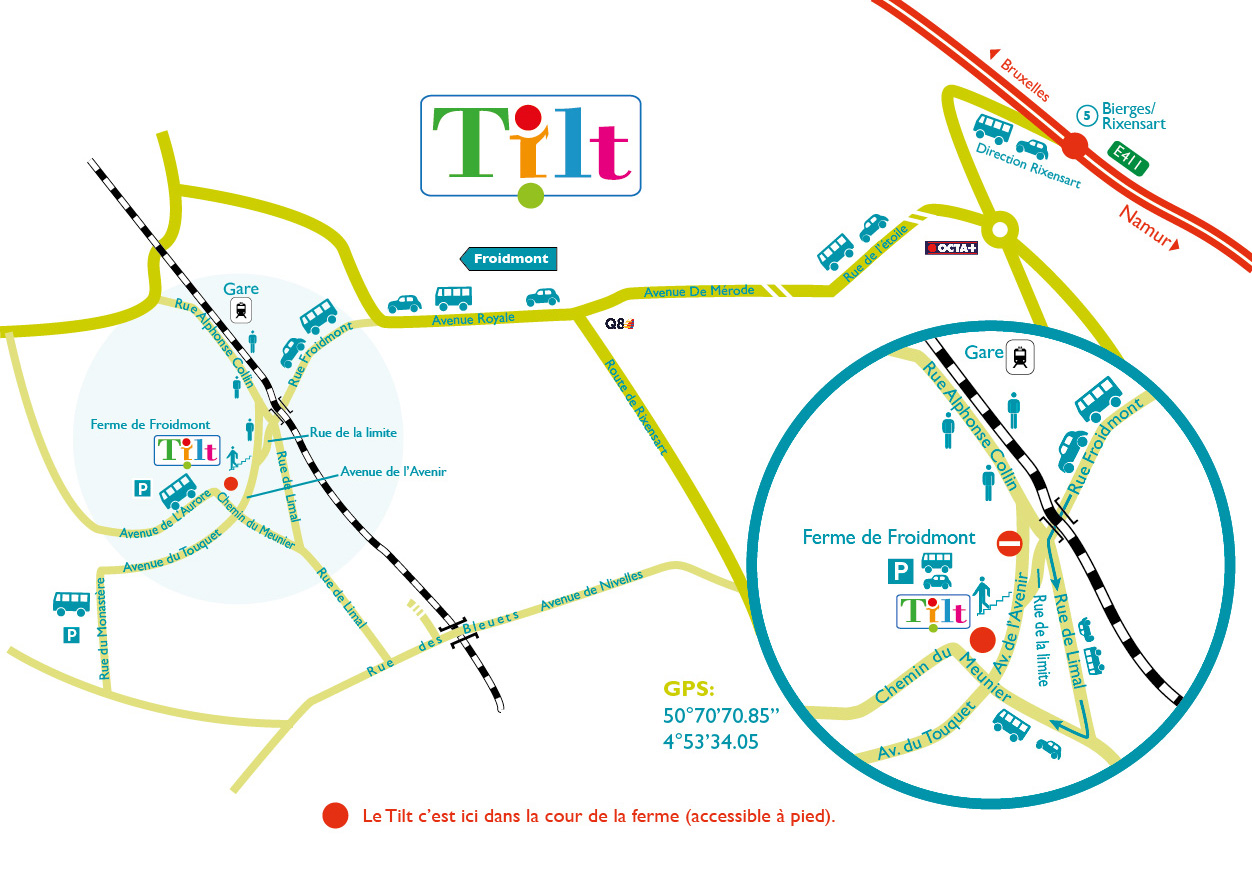 Bruxelles
5
Bierges/
Rixensart
E411
Direction Rixensart
Namur
Tilt
Froidmont
OCTA+
Rue de l'étoile
Avenue De Mérode
Q8
Avenue Royale
Route de Rixensart
Gare
Rue Alphonse Collin
Rue Froidmont
Ferme de Froidmont
Tilt
Rue de la limite
Avenue de l'Avenir
P
Rue de Limal
Avenue de L'Aurore
Chemin du Meunier
Avenue du Touquet
Rue du Monastère
P
Rue de Limal
Rue des Bleuets
Avenue de Nivelles
Gare
Rue Alphonse Collin
Rue Froidmont
Ferme de Froidmont
P
Tilt
Av. de l'Avenir
Rue de la limite
Rue de Limal
Chemin du Meunier
Av. du Touquet
GPS:
50°70'70.85’’
4°53’34.05
Le Tilt c’est ici dans la cour de la ferme (accessible à pied).